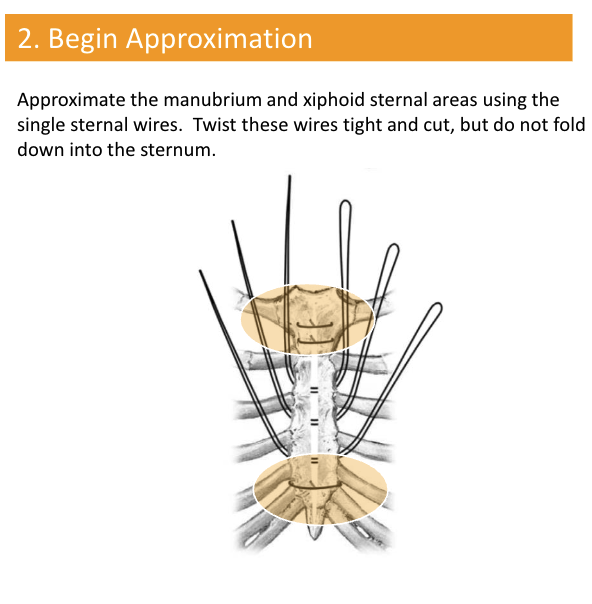 2. Begin Approximation
Approximate the manubrium and xiphoid sternal areas using the
single sternal wires.  Twist these wires tight and cut, but do not fold
down into the sternum.